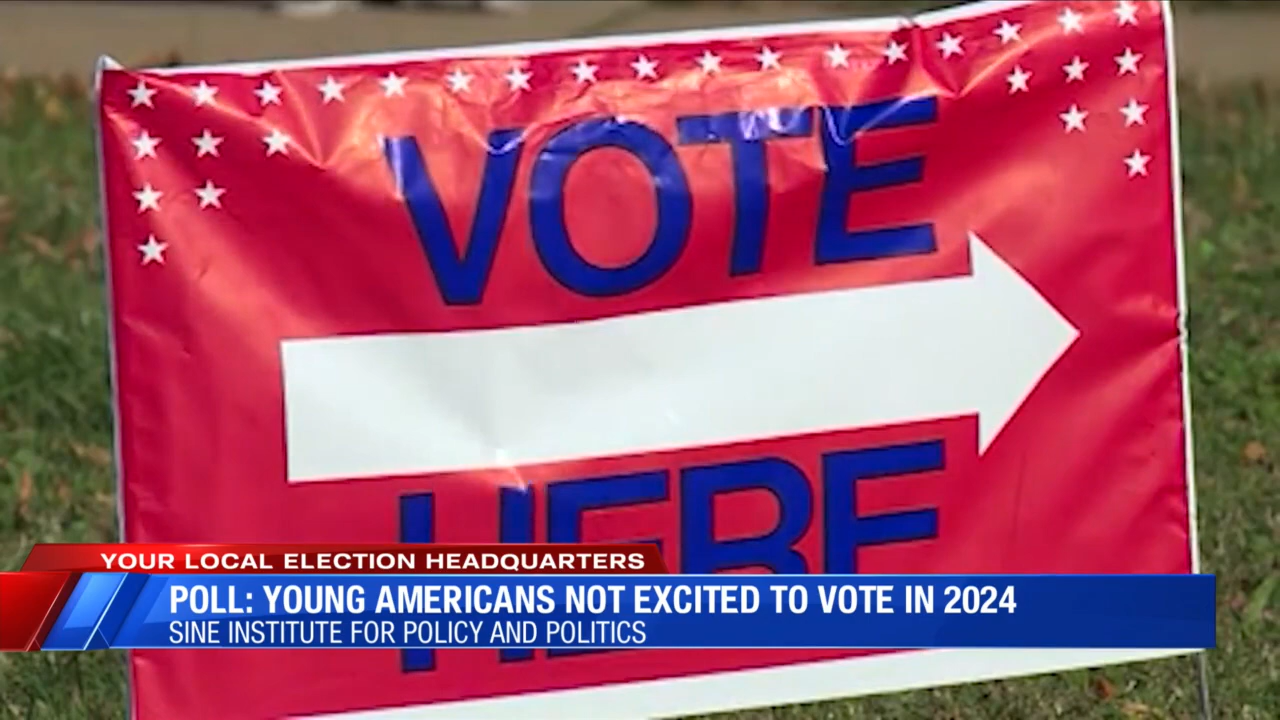 VOTE
HERE
YOUR LOCAL ELECTION HEADQUARTERS
POLL: YOUNG AMERICANS NOT EXCITED TO VOTE IN 2024
SINE INSTITUTE FOR POLICY AND POLITICS